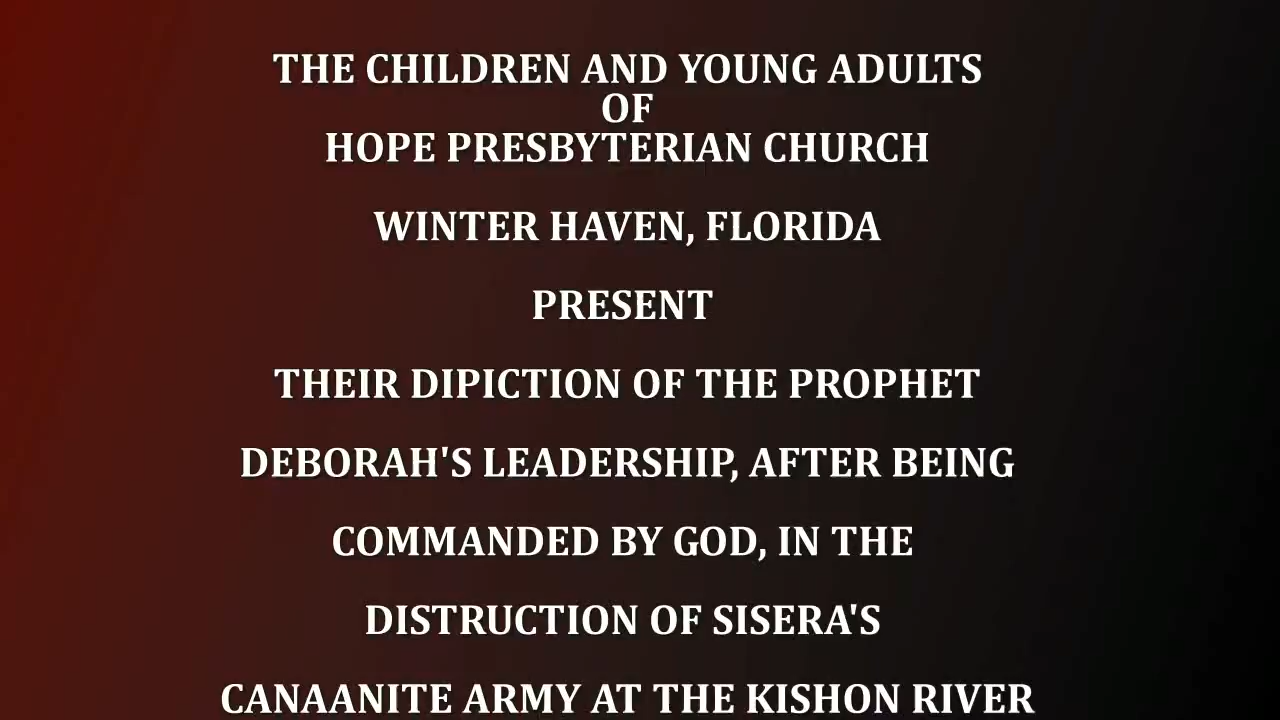 THE CHILDREN AND YOUNG ADULTS
OF
HOPE PRESBYTERIAN CHURCH
WINTER HAVEN, FLORIDA
PRESENT
THEIR DIPICTION OF THE PROPHET
DEBORAH'S LEADERSHIP, AFTER BEING
COMMANDED BY GOD, IN THE
DISTRUCTION OF SISERA'S
CANAANITE ARMY AT THE KISHON RIVER